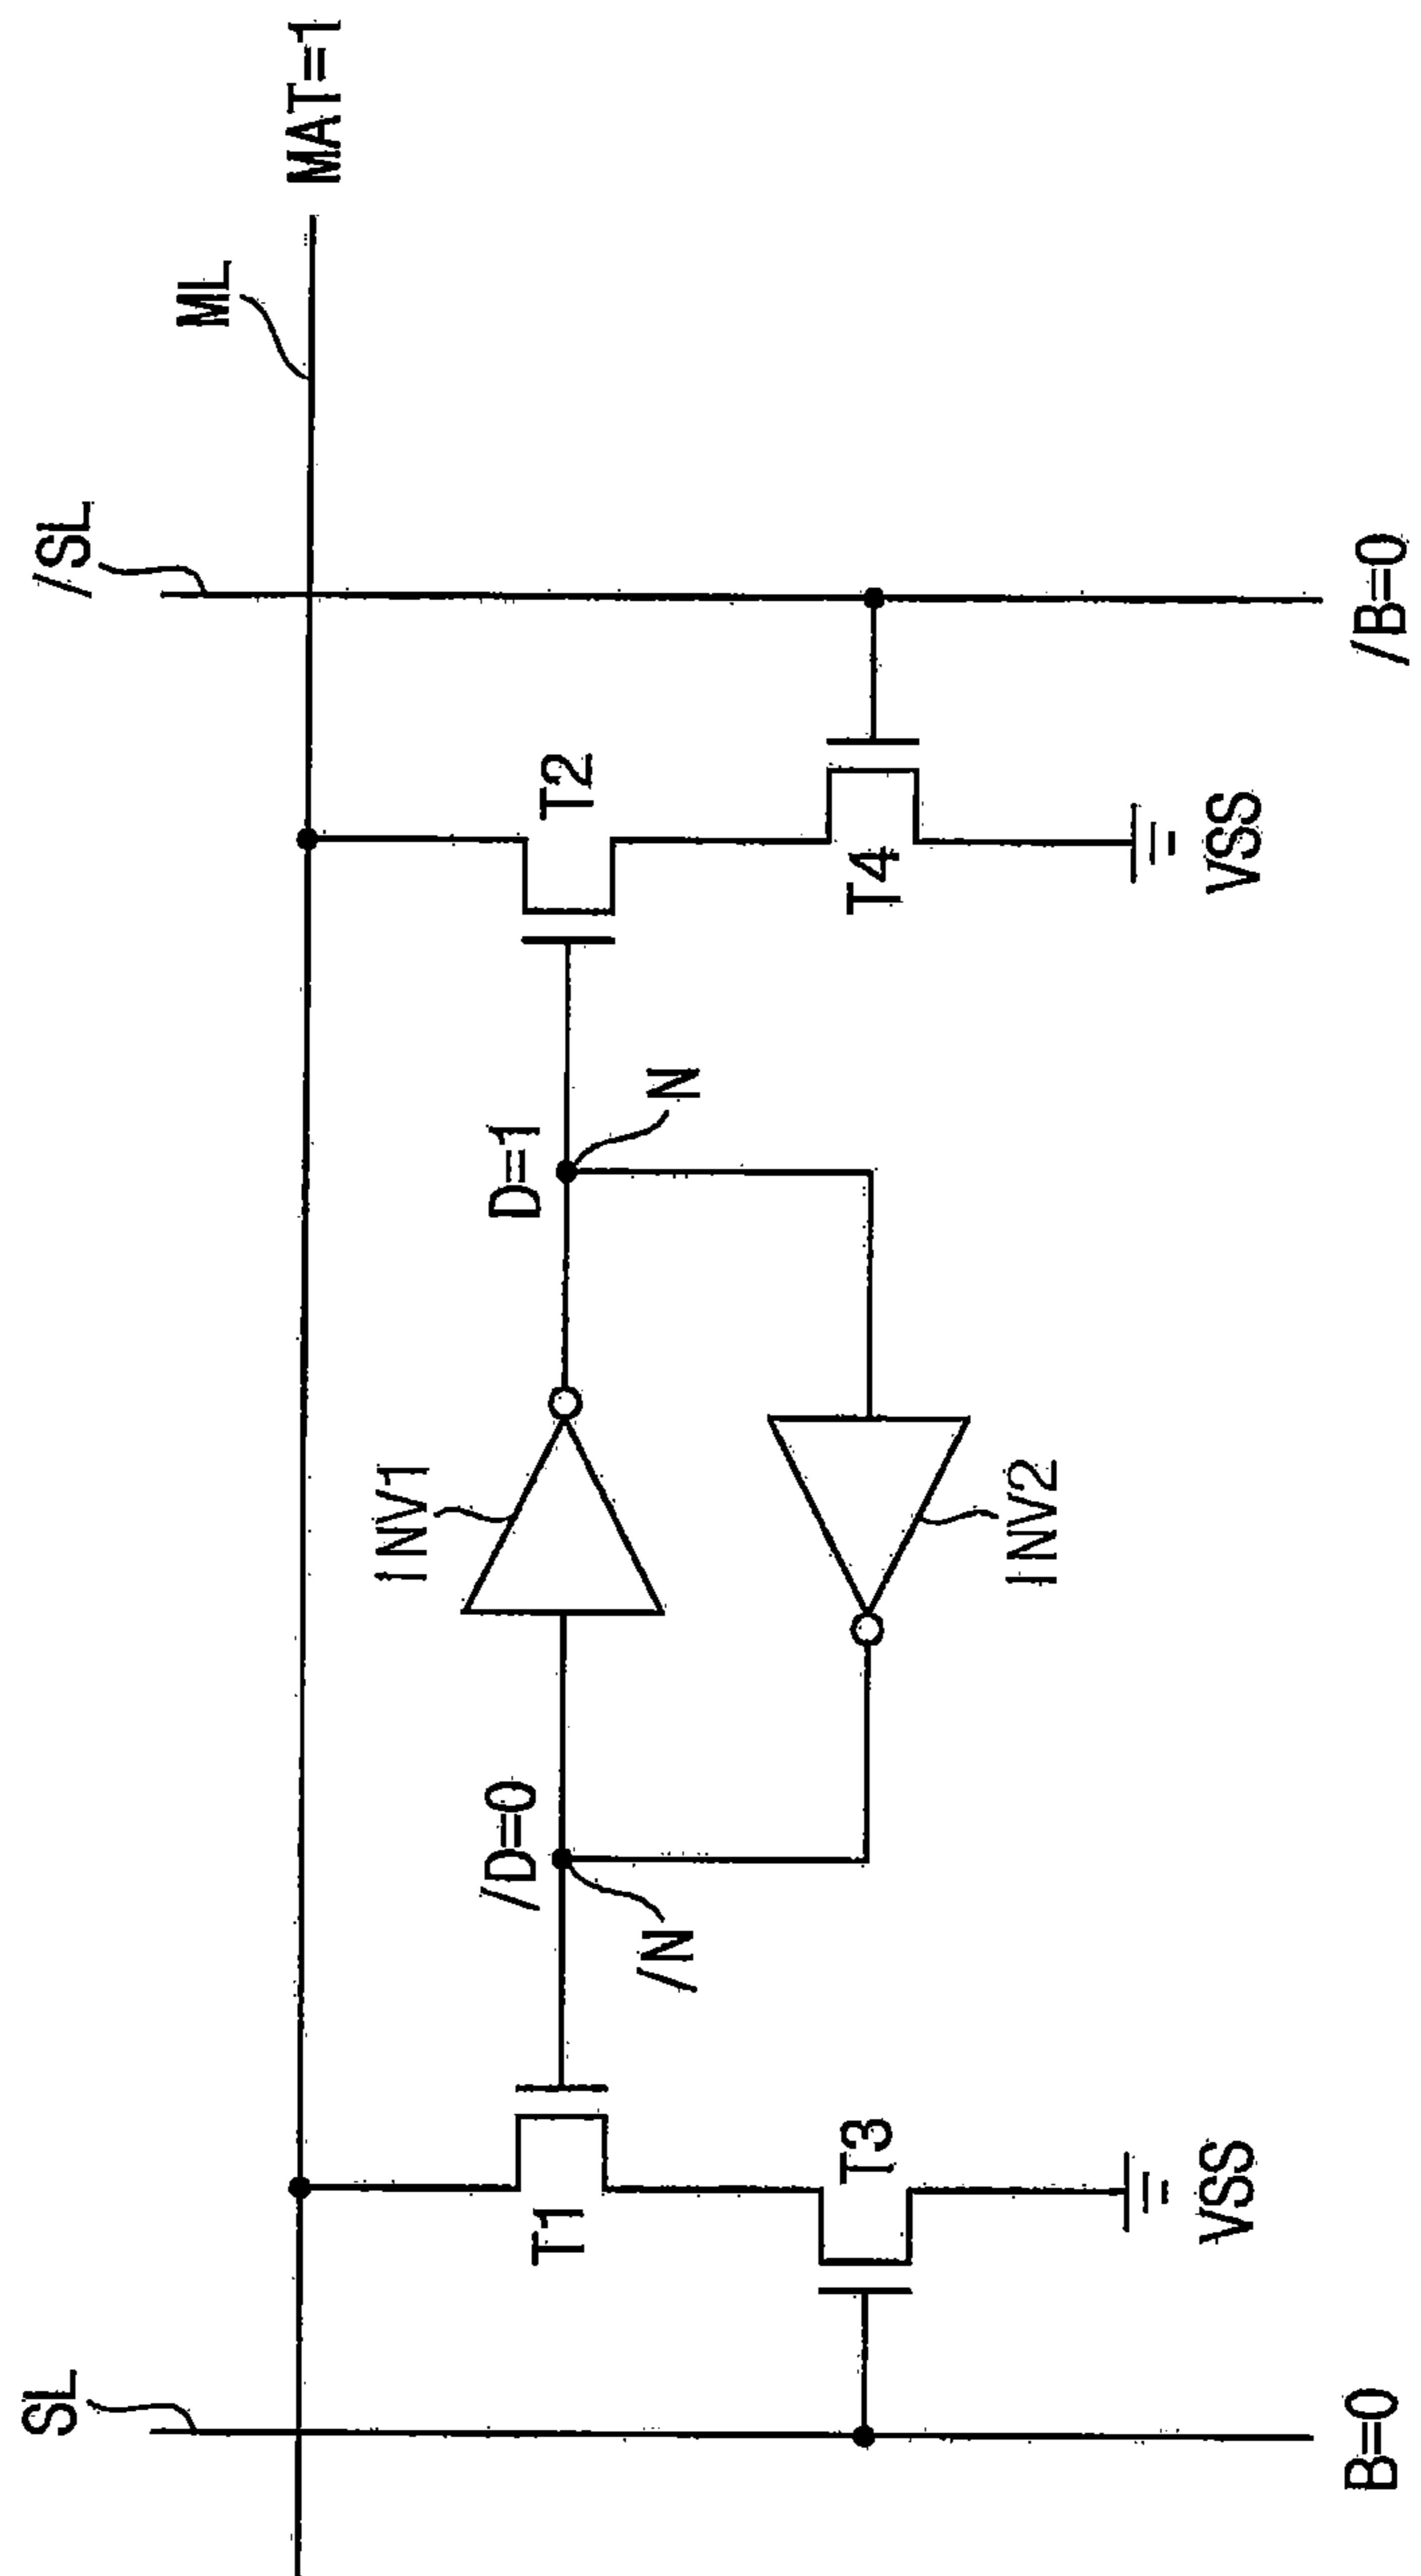 SL
/SL
ML
MAT=1
T1
/D=0
INV1
D=1
T2
/N
N
T3
INV2
T4
VSS
VSS
B=0
/B=0